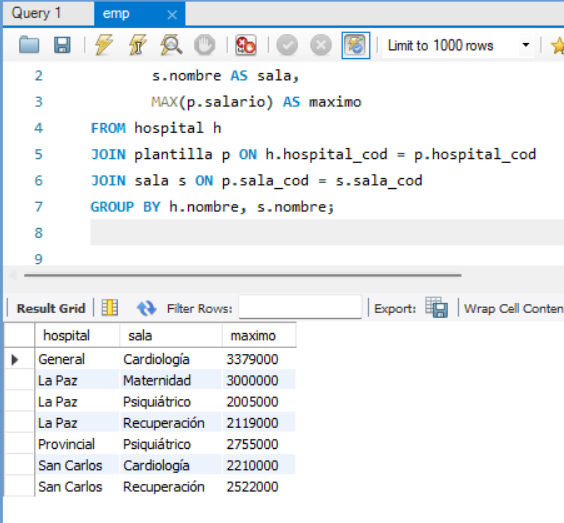 Query 1 emp
Limit to 1000 rows
2 s.nombre AS sala,
3 MAX(p.salario) AS maximo
4 FROM hospital h
5 JOIN plantilla p ON h.hospital_cod = p.hospital_cod
6 JOIN sala s ON p.sala_cod = s.sala_cod
7 GROUP BY h.nombre, s.nombre;
8
9
Result Grid Filter Rows: Export: Wrap Cell Conten
hospital sala maximo
General Cardiología 3379000
La Paz Maternidad 3000000
La Paz Psiquiátrico 2005000
La Paz Recuperación 2119000
Provincial Psiquiátrico 2755000
San Carlos Cardiología 2210000
San Carlos Recuperación 2522000